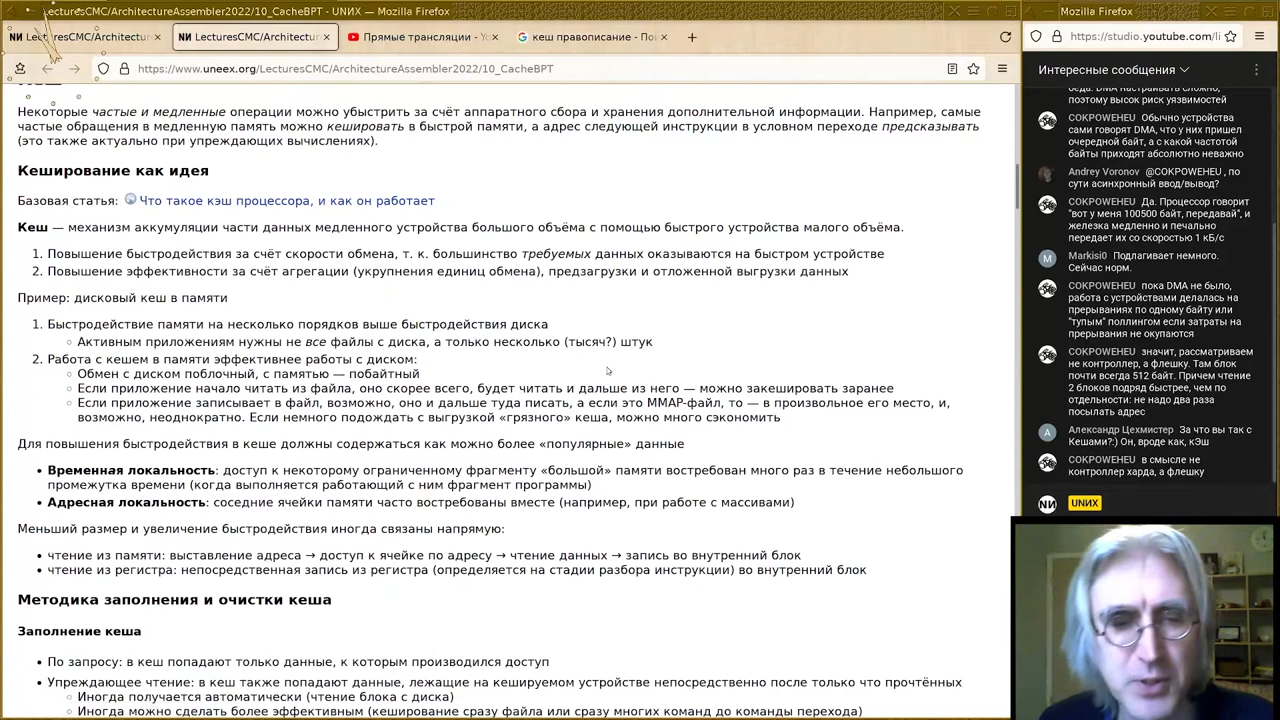 LecturesCMC/ArchitectureAssembler2022/10_CacheBPT - UNИX — Mozilla Firefox
Mozilla Firefox
LecturesCMC/Architectur
LecturesCMC/Architectur
Прямые трансляции - Yo
кеш правописание - По
https://www.uneex.org/LecturesCMC/ArchitectureAssembler2022/10_CacheBPT
https://studio.youtube.com/li
Некоторые частые и медленные операции можно убыстрить за счёт аппаратного сбора и хранения дополнительной информации. Например, самые
частые обращения в медленную память можно кешировать в быстрой памяти, а адрес следующей инструкции в условном переходе предсказывать
(это также актуально при упреждающих вычислениях).
Кеширование как идея
Базовая статья: Что такое кэш процессора, и как он работает
Кеш — механизм аккумуляции части данных медленного устройства большого объёма с помощью быстрого устройства малого объёма.
1. Повышение быстродействия за счёт скорости обмена, т. к. большинство требуемых данных оказываются на быстром устройстве
2. Повышение эффективности за счёт агрегации (укрупнения единиц обмена), предзагрузки и отложенной выгрузки данных
Пример: дисковый кеш в памяти
1. Быстродействие памяти на несколько порядков выше быстродействия диска
Активным приложениям нужны не все файлы с диска, а только несколько (тысяч?) штук
2. Работа с кешем в памяти эффективнее работы с диском:
Обмен с диском поблочный, с памятью — побайтный
Если приложение начало читать из файла, оно скорее всего, будет читать и дальше из него — можно закешировать заранее
Если приложение записывает в файл, возможно, оно и дальше туда писать, а если это MMAP-файл, то — в произвольное его место, и,
возможно, неоднократно. Если немного подождать с выгрузкой «грязного» кеша, можно много сэкономить
Для повышения быстродействия в кеше должны содержаться как можно более «популярные» данные
Временная локальность: доступ к некоторому ограниченному фрагменту «большой» памяти востребован много раз в течение небольшого
промежутка времени (когда выполняется работающий с ним фрагмент программы)
Адресная локальность: соседние ячейки памяти часто востребованы вместе (например, при работе с массивами)
Меньший размер и увеличение быстродействия иногда связаны напрямую:
чтение из памяти: выставление адреса → доступ к ячейке по адресу → чтение данных → запись во внутренний блок
чтение из регистра: непосредственная запись из регистра (определяется на стадии разбора инструкции) во внутренний блок
Методика заполнения и очистки кеша
Заполнение кеша
По запросу: в кеш попадают только данные, к которым производился доступ
Упреждающее чтение: в кеш также попадают данные, лежащие на кешируемом устройстве непосредственно после только что прочтённых
Иногда получается автоматически (чтение блока с диска)
Иногда можно сделать более эффективным (кеширование сразу файла или сразу многих команд до команды перехода)
Интересные сообщения
беда. DMA настраивать сложно,
поэтому высок риск уязвимостей
COKPOWEHEU Обычно устройства
сами говорят DMA, что у них пришел
очередной байт, а с какой частотой
байты приходят абсолютно неважно
Andrey Voronov @COKPOWEHEU , по
сути асинхронный ввод/вывод?
COKPOWEHEU Да. Процессор говорит
"вот у меня 100500 байт, передавай", и
железка медленно и печально
передает их со скоростью 1 кБ/с
Markisi0 Подлагивает немного.
Сейчас норм.
COKPOWEHEU пока DMA не было,
работа с устройствами делалась на
прерываниях по одному байту или
"тупым" поллингом если затраты на
прерывания не окупаются
COKPOWEHEU значит, рассматриваем
не контроллер, а флешку. Там блок
почти всегда 512 байт. Причем чтение
2 блоков подряд быстрее, чем по
отдельности: не надо два раза
посылать адрес
Александр Цехмистер За что вы так с
Кешами?:) Он, вроде как, кЭш
COKPOWEHEU в смысле не
контроллер харда, а флешку
UNИX